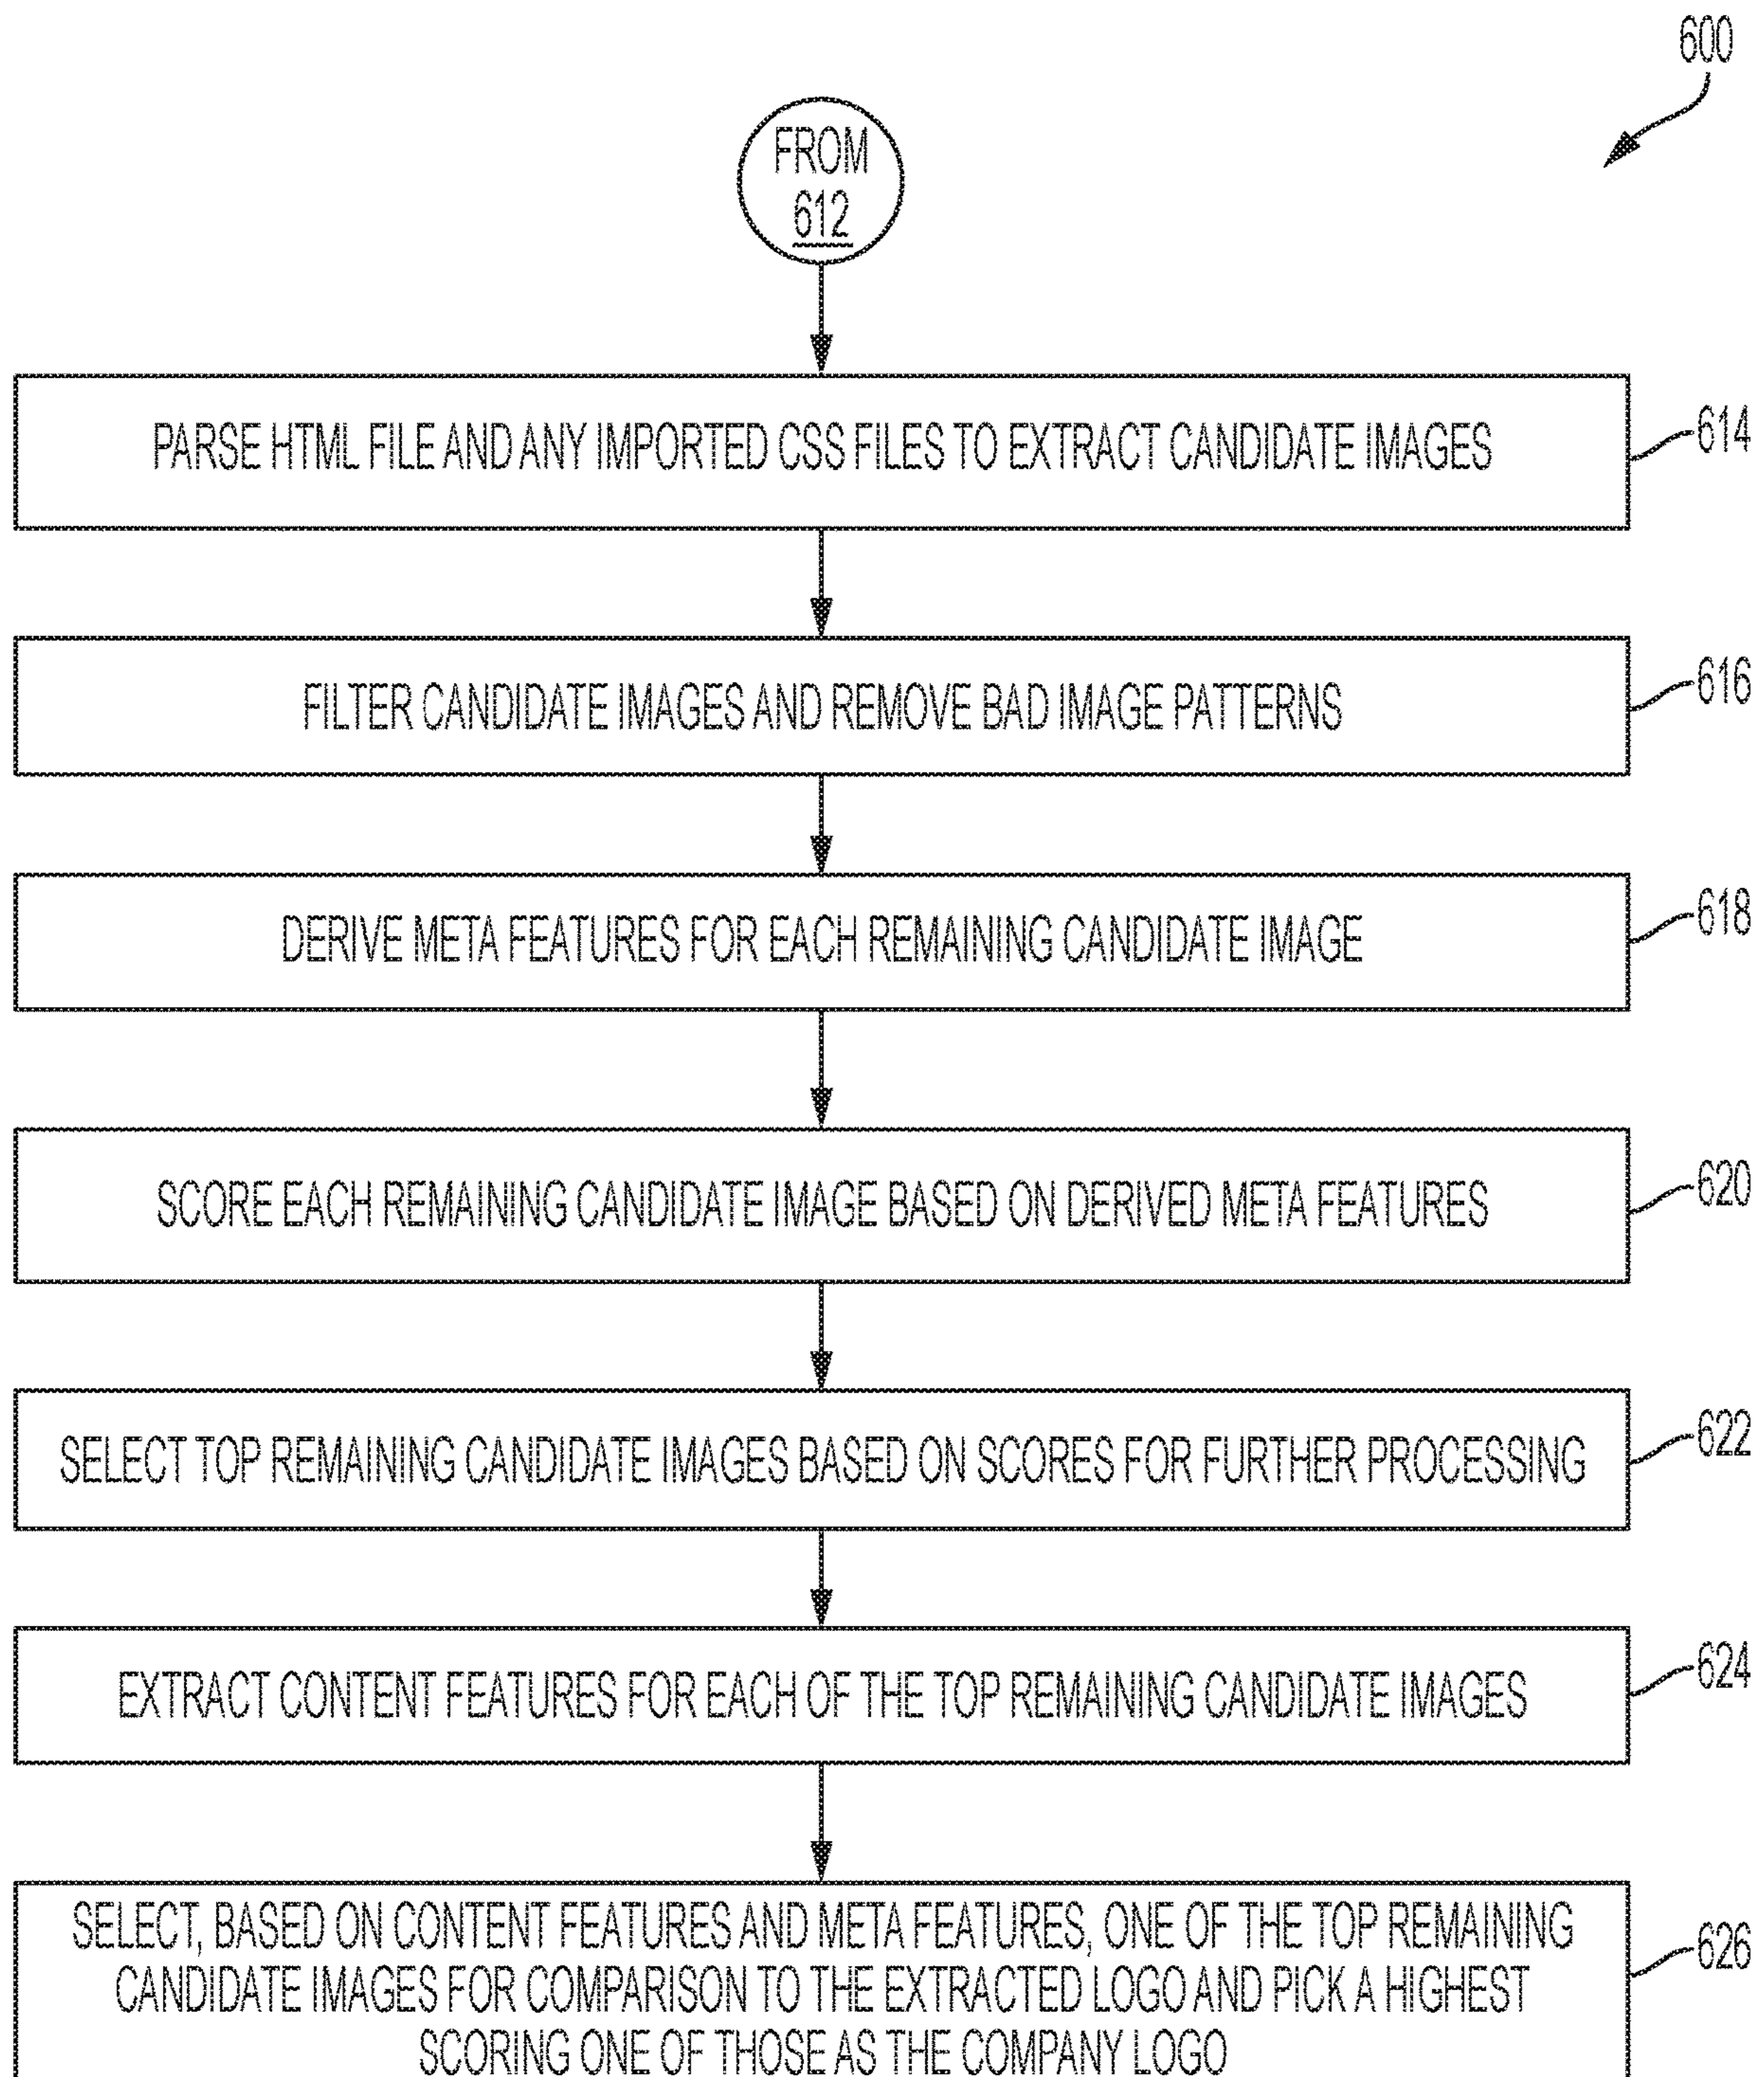 600
FROM
612
PARSE HTML FILE AND ANY IMPORTED CSS FILES TO EXTRACT CANDIDATE IMAGES
614
FILTER CANDIDATE IMAGES AND REMOVE BAD IMAGE PATTERNS
616
DERIVE META FEATURES FOR EACH REMAINING CANDIDATE IMAGE
618
SCORE EACH REMAINING CANDIDATE IMAGE BASED ON DERIVED META FEATURES
620
SELECT TOP REMAINING CANDIDATE IMAGES BASED ON SCORES FOR FURTHER PROCESSING
622
EXTRACT CONTENT FEATURES FOR EACH OF THE TOP REMAINING CANDIDATE IMAGES
624
SELECT, BASED ON CONTENT FEATURES AND META FEATURES, ONE OF THE TOP REMAINING
CANDIDATE IMAGES FOR COMPARISON TO THE EXTRACTED LOGO AND PICK A HIGHEST
SCORING ONE OF THOSE AS THE COMPANY LOGO
626